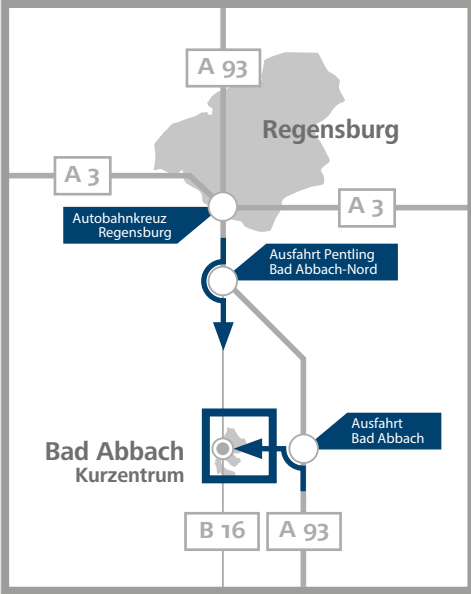 A 93
Regensburg
A 3
A 3
Autobahnkreuz
Regensburg
Ausfahrt Pentling
Bad Abbach-Nord
Ausfahrt
Bad Abbach
Bad Abbach
Kurzentrum
B 16
A 93